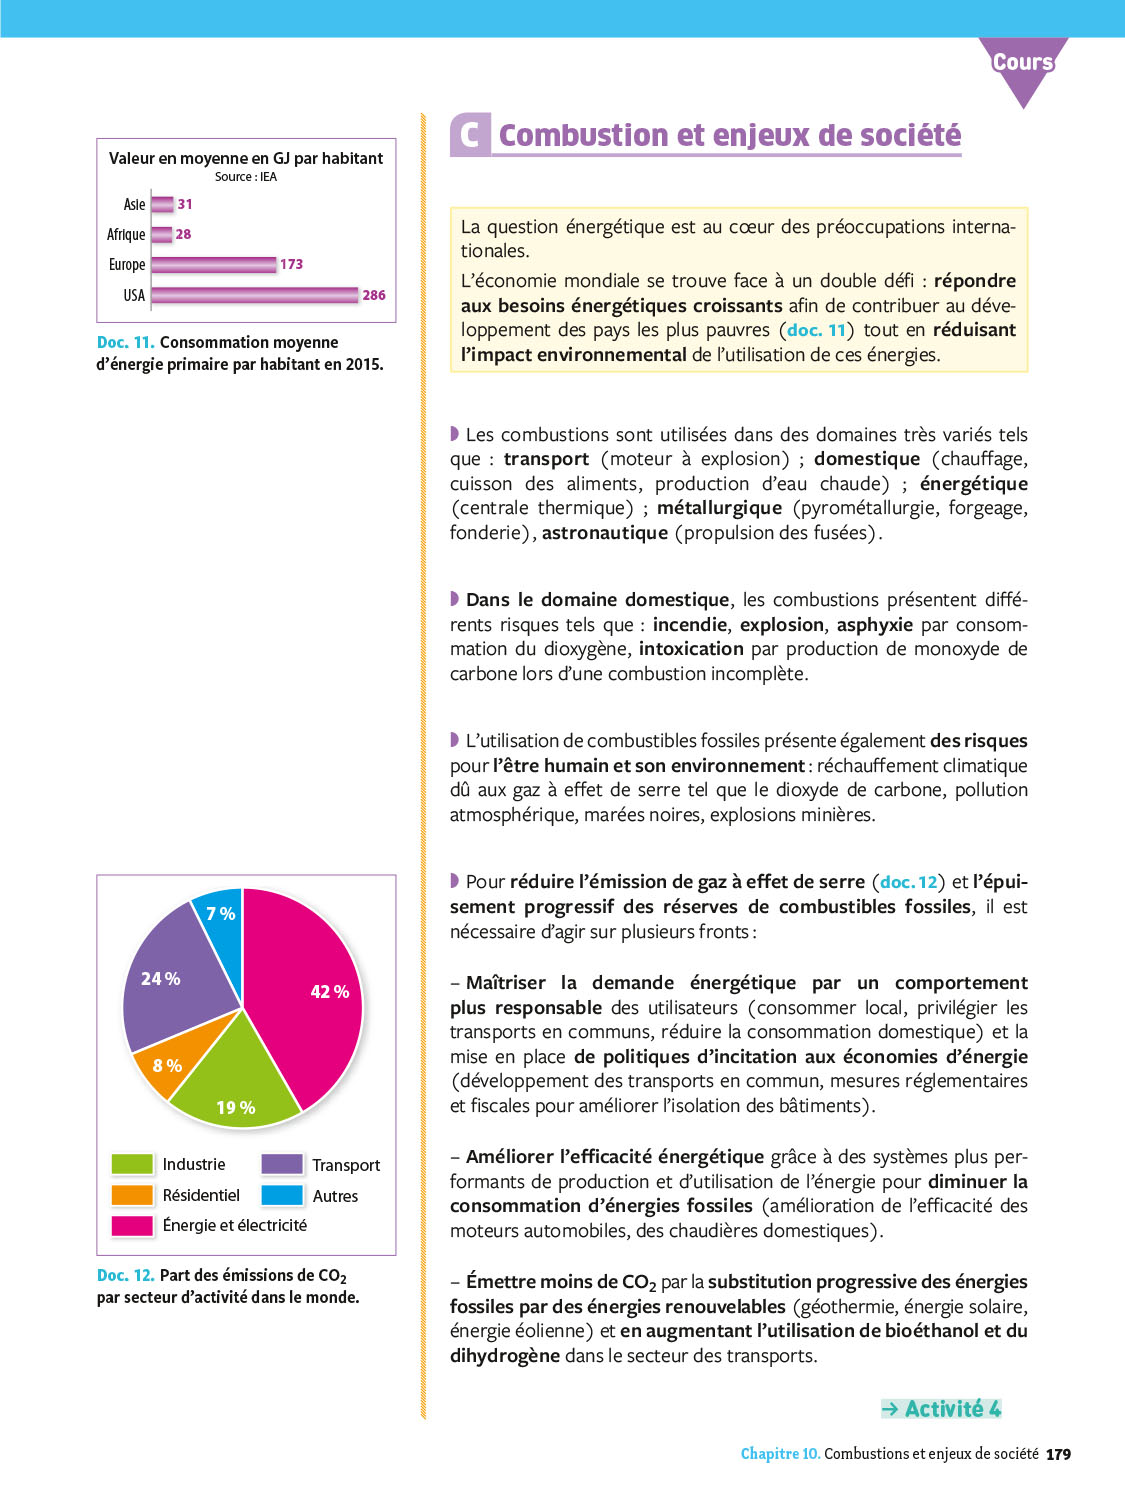 Cours
Valeur en moyenne en GJ par habitant
Source : IEA
Asie 31
Afrique 28
Europe 173
USA 286
Doc. 11. Consommation moyenne
d’énergie primaire par habitant en 2015.
C Combustion et enjeux de société
La question énergétique est au cœur des préoccupations interna-
tionales.
L’économie mondiale se trouve face à un double défi : répondre
aux besoins énergétiques croissants afin de contribuer au déve-
loppement des pays les plus pauvres (doc. 11) tout en réduisant
l’impact environnemental de l’utilisation de ces énergies.
Les combustions sont utilisées dans des domaines très variés tels
que : transport (moteur à explosion) ; domestique (chauffage,
cuisson des aliments, production d’eau chaude) ; énergétique
(centrale thermique) ; métallurgique (pyrométallurgie, forgeage,
fonderie), astronautique (propulsion des fusées).
Dans le domaine domestique, les combustions présentent diffé-
rents risques tels que : incendie, explosion, asphyxie par consom-
mation du dioxygène, intoxication par production de monoxyde de
carbone lors d’une combustion incomplète.
L’utilisation de combustibles fossiles présente également des risques
pour l’être humain et son environnement : réchauffement climatique
dû aux gaz à effet de serre tel que le dioxyde de carbone, pollution
atmosphérique, marées noires, explosions minières.
7 %
24 %
42 %
8 %
19 %
Industrie
Transport
Résidentiel
Autres
Énergie et électricité
Doc. 12. Part des émissions de CO2
par secteur d’activité dans le monde.
Pour réduire l’émission de gaz à effet de serre (doc. 12) et l’épui-
sement progressif des réserves de combustibles fossiles, il est
nécessaire d’agir sur plusieurs fronts :
– Maîtriser la demande énergétique par un comportement
plus responsable des utilisateurs (consommer local, privilégier les
transports en communs, réduire la consommation domestique) et la
mise en place de politiques d’incitation aux économies d’énergie
(développement des transports en commun, mesures réglementaires
et fiscales pour améliorer l’isolation des bâtiments).
– Améliorer l’efficacité énergétique grâce à des systèmes plus per-
formants de production et d’utilisation de l’énergie pour diminuer la
consommation d’énergies fossiles (amélioration de l’efficacité des
moteurs automobiles, des chaudières domestiques).
– Émettre moins de CO2 par la substitution progressive des énergies
fossiles par des énergies renouvelables (géothermie, énergie solaire,
énergie éolienne) et en augmentant l’utilisation de bioéthanol et du
dihydrogène dans le secteur des transports.
→ Activité 4
Chapitre 10. Combustions et enjeux de société 179